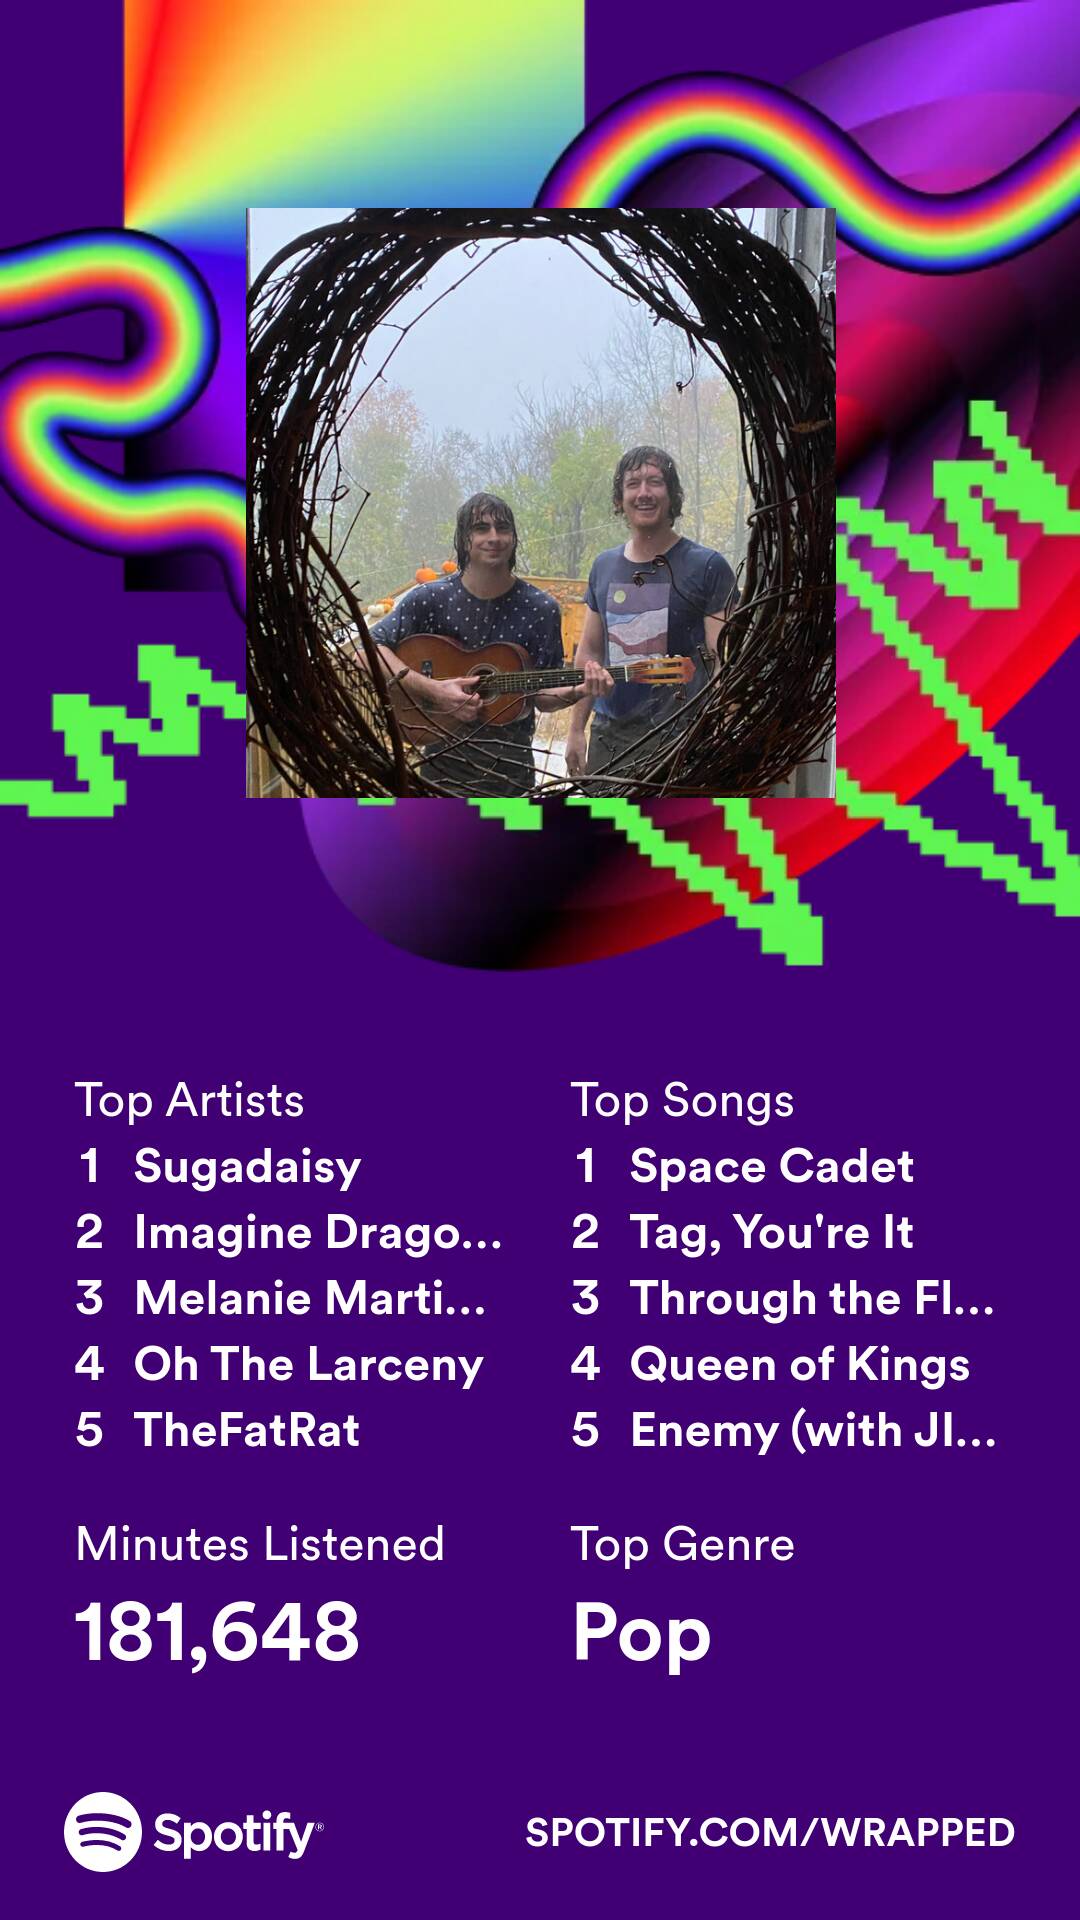 Top Artists
1 Sugadaisy
2 Imagine Drago...
3 Melanie Marti...
4 Oh The Larceny
5 TheFatRat
Top Songs
1 Space Cadet
2 Tag, You're It
3 Through the Fl...
4 Queen of Kings
5 Enemy (with JI...
Minutes Listened
181,648
Top Genre
Pop
Spotify®
SPOTIFY.COM/WRAPPED